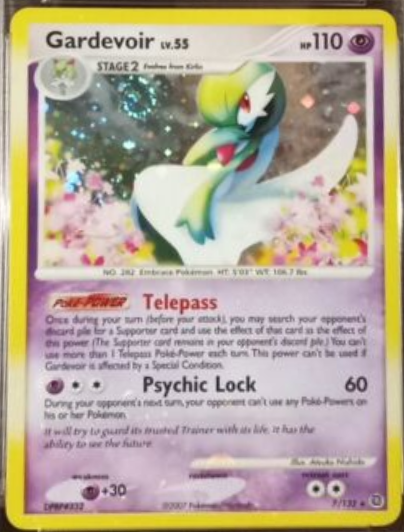 Gardevoir LV.55 HP 110
STAGE 2 Evolves from Kirlia
NO. 282 Embrace Pokémon HT: 5'03" WT: 106.7 lbs.
POKé-POWER Telepass
Once during your turn (before your attack), you may search your opponent's
discard pile for a Supporter card and use the effect of that card as the effect of
this power. (The Supporter card remains in your opponent's discard pile.) You can't
use more than 1 Telepass Poké-Power each turn. This power can't be used if
Gardevoir is affected by a Special Condition.
Psychic Lock 60
During your opponent's next turn, your opponent can't use any Poké-Powers on
his or her Pokémon.
It will try to guard its trusted Trainer with its life. It has the
ability to see the future.
Illus. Atsuko Nishida
weakness resistance retreat cost
+30
©2007 Pokémon 7/132